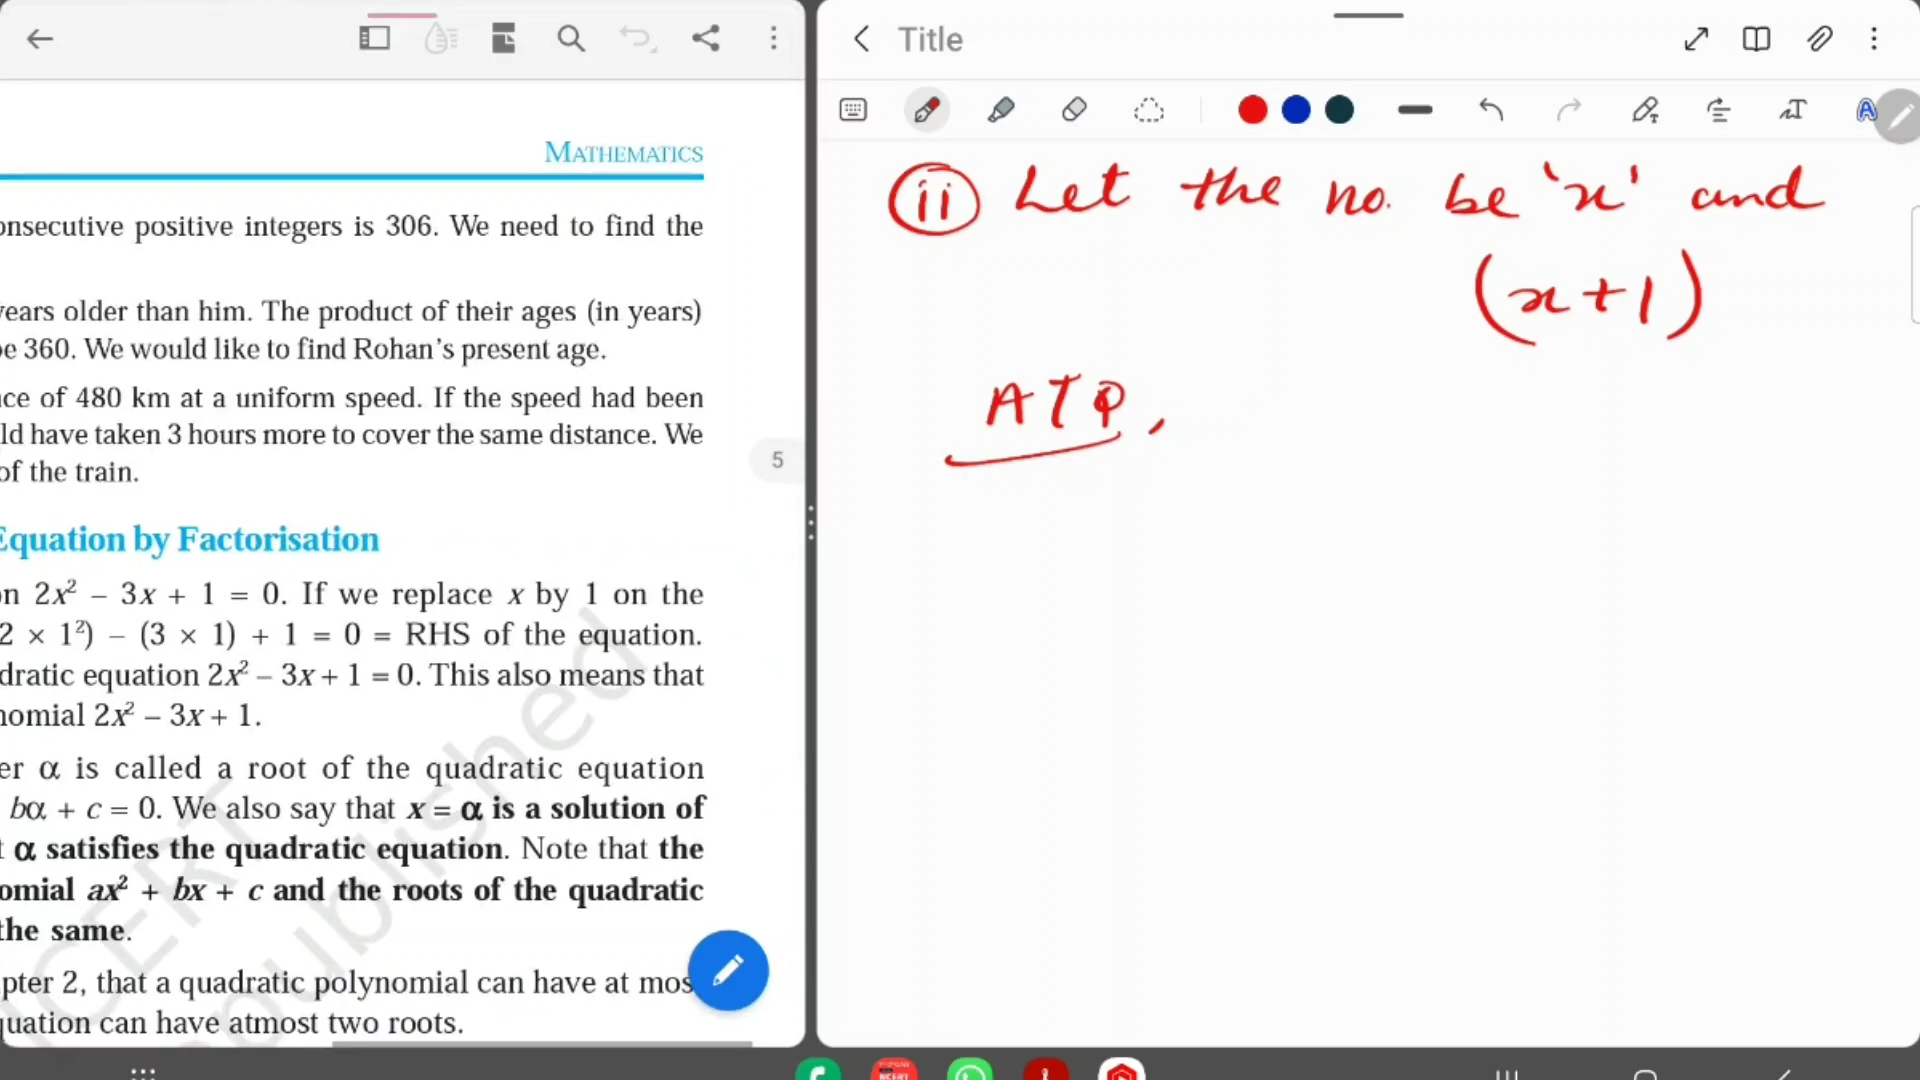 Title
MATHEMATICS
onsecutive positive integers is 306. We need to find the
years older than him. The product of their ages (in years)
be 360. We would like to find Rohan's present age.
ce of 480 km at a uniform speed. If the speed had been
ld have taken 3 hours more to cover the same distance. We
of the train.
5
Equation by Factorisation
on 2x² – 3x + 1 = 0. If we replace x by 1 on the
2 × 1²) – (3 × 1) + 1 = 0 = RHS of the equation.
dratic equation 2x² – 3x + 1 = 0. This also means that
nomial 2x² – 3x + 1.
er α is called a root of the quadratic equation
bα + c = 0. We also say that x = α is a solution of
t α satisfies the quadratic equation. Note that the
omial ax² + bx + c and the roots of the quadratic
the same.
pter 2, that a quadratic polynomial can have at mos
quation can have atmost two roots.
(ii) Let the no. be 'x' and
(x+1)
ATQ,